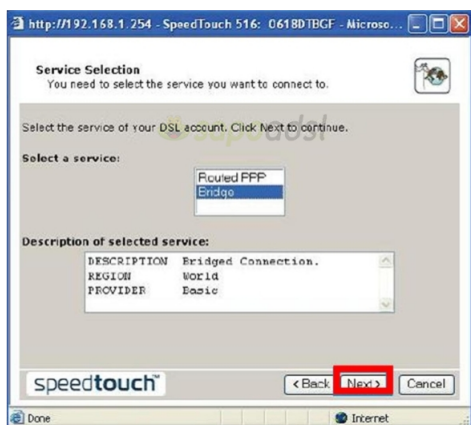 http://192.168.1.254 - SpeedTouch 516: 0618DTBGF - Microso...
Service Selection
You need to select the service you want to connect to.
Select the service of your DSL account. Click Next to continue.
sapoadsl
Select a service:
Routed PPP
Bridge
Description of selected service:
DESCRIPTION Bridged Connection.
REGION World
PROVIDER Basic
speedtouch™
< Back Next > Cancel
Done Internet